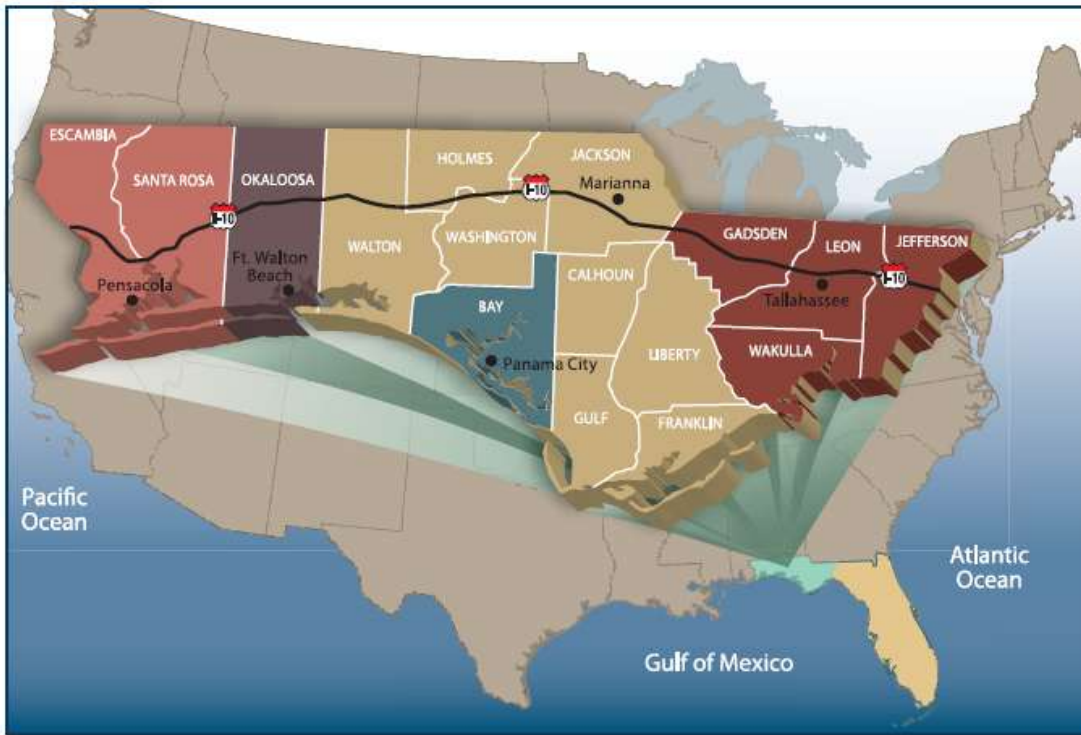 ESCAMBIA
SANTA ROSA
OKALOOSA
HOLMES
JACKSON
I-10
I-10
Marianna
WALTON
WASHINGTON
GADSDEN
LEON
JEFFERSON
Ft. Walton
Beach
Pensacola
CALHOUN
I-10
Tallahassee
BAY
Panama City
LIBERTY
WAKULLA
GULF
FRANKLIN
Pacific
Ocean
Atlantic
Ocean
Gulf of Mexico